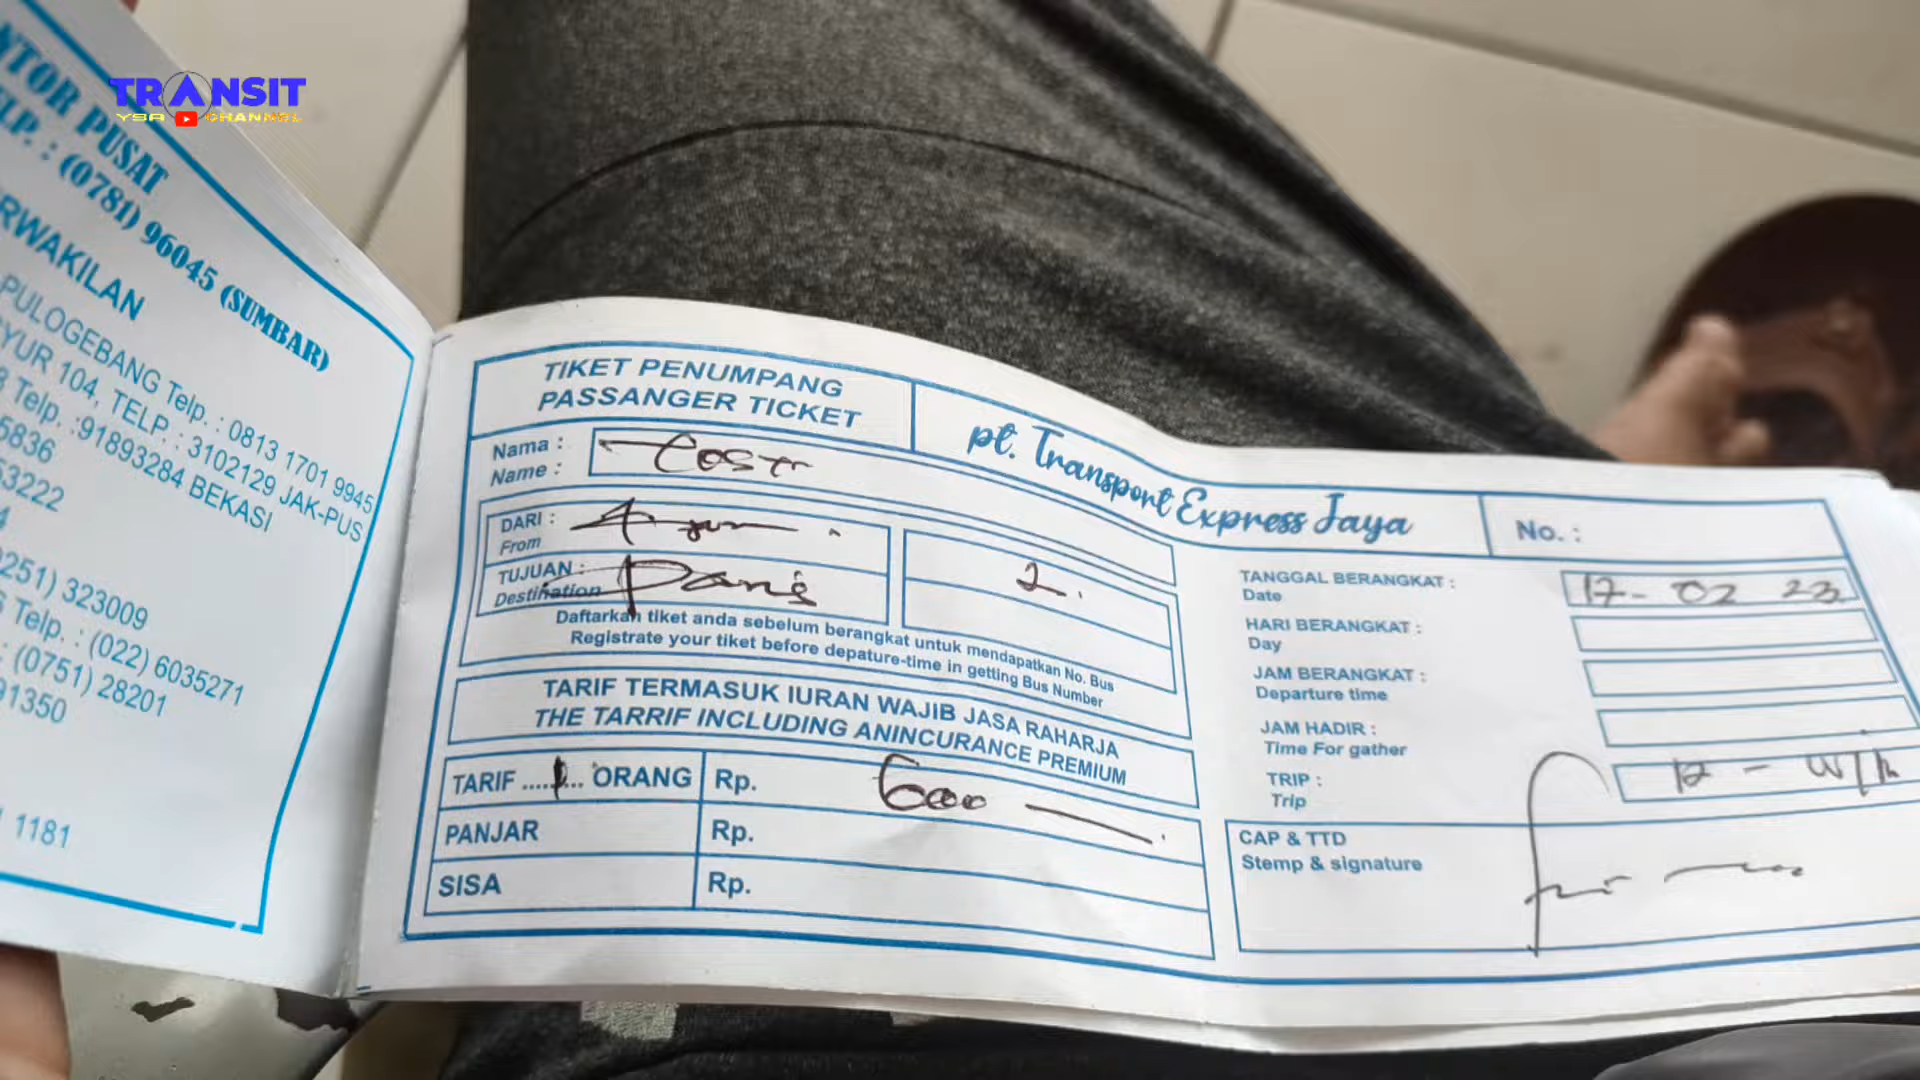 TRANSIT
YSA CHANNEL
NTOR PUSAT
ELP. : (0781) 96045 (SUMBAR)
RWAKILAN
PULOGEBANG Telp. : 0813 1701 9945
YUR 104, TELP. : 3102129 JAK-PUS
Telp. :91893284 BEKASI
5836
53222
4
0251) 323009
Telp. : (022) 6035271
: (0751) 28201
91350
1181
TIKET PENUMPANG
PASSANGER TICKET
pt. Transport Express Jaya
No. :
Nama :
Name :
DARI :
From
TUJUAN :
Destination
Paris
2.
Daftarkan tiket anda sebelum berangkat untuk mendapatkan No. Bus
Registrate your tiket before depature-time in getting Bus Number
TARIF TERMASUK IURAN WAJIB JASA RAHARJA
THE TARRIF INCLUDING ANINCURANCE PREMIUM
TARIF ....1... ORANG Rp. 600
PANJAR Rp.
SISA Rp.
TANGGAL BERANGKAT : 17- 02 23
Date
HARI BERANGKAT :
Day
JAM BERANGKAT :
Departure time
JAM HADIR :
Time For gather
TRIP :
Trip
CAP & TTD
Stemp & signature